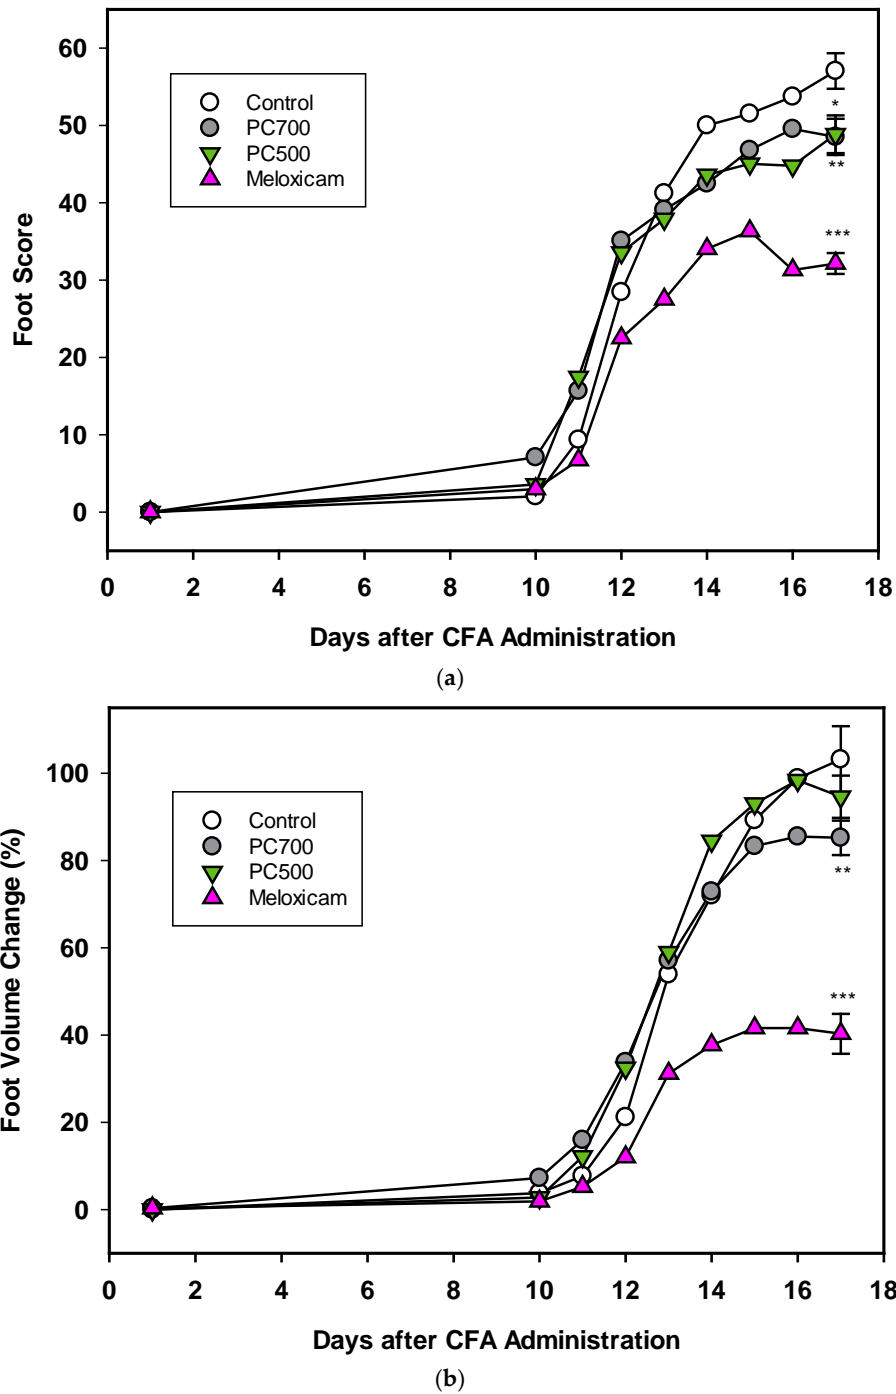 60
50
40
30
20
10
0
Foot Score
Control
PC700
PC500
Meloxicam
*
**
***
0 2 4 6 8 10 12 14 16 18
Days after CFA Administration
(a)
100
80
60
40
20
0
Foot Volume Change (%)
Control
PC700
PC500
Meloxicam
**
***
0 2 4 6 8 10 12 14 16 18
Days after CFA Administration
(b)